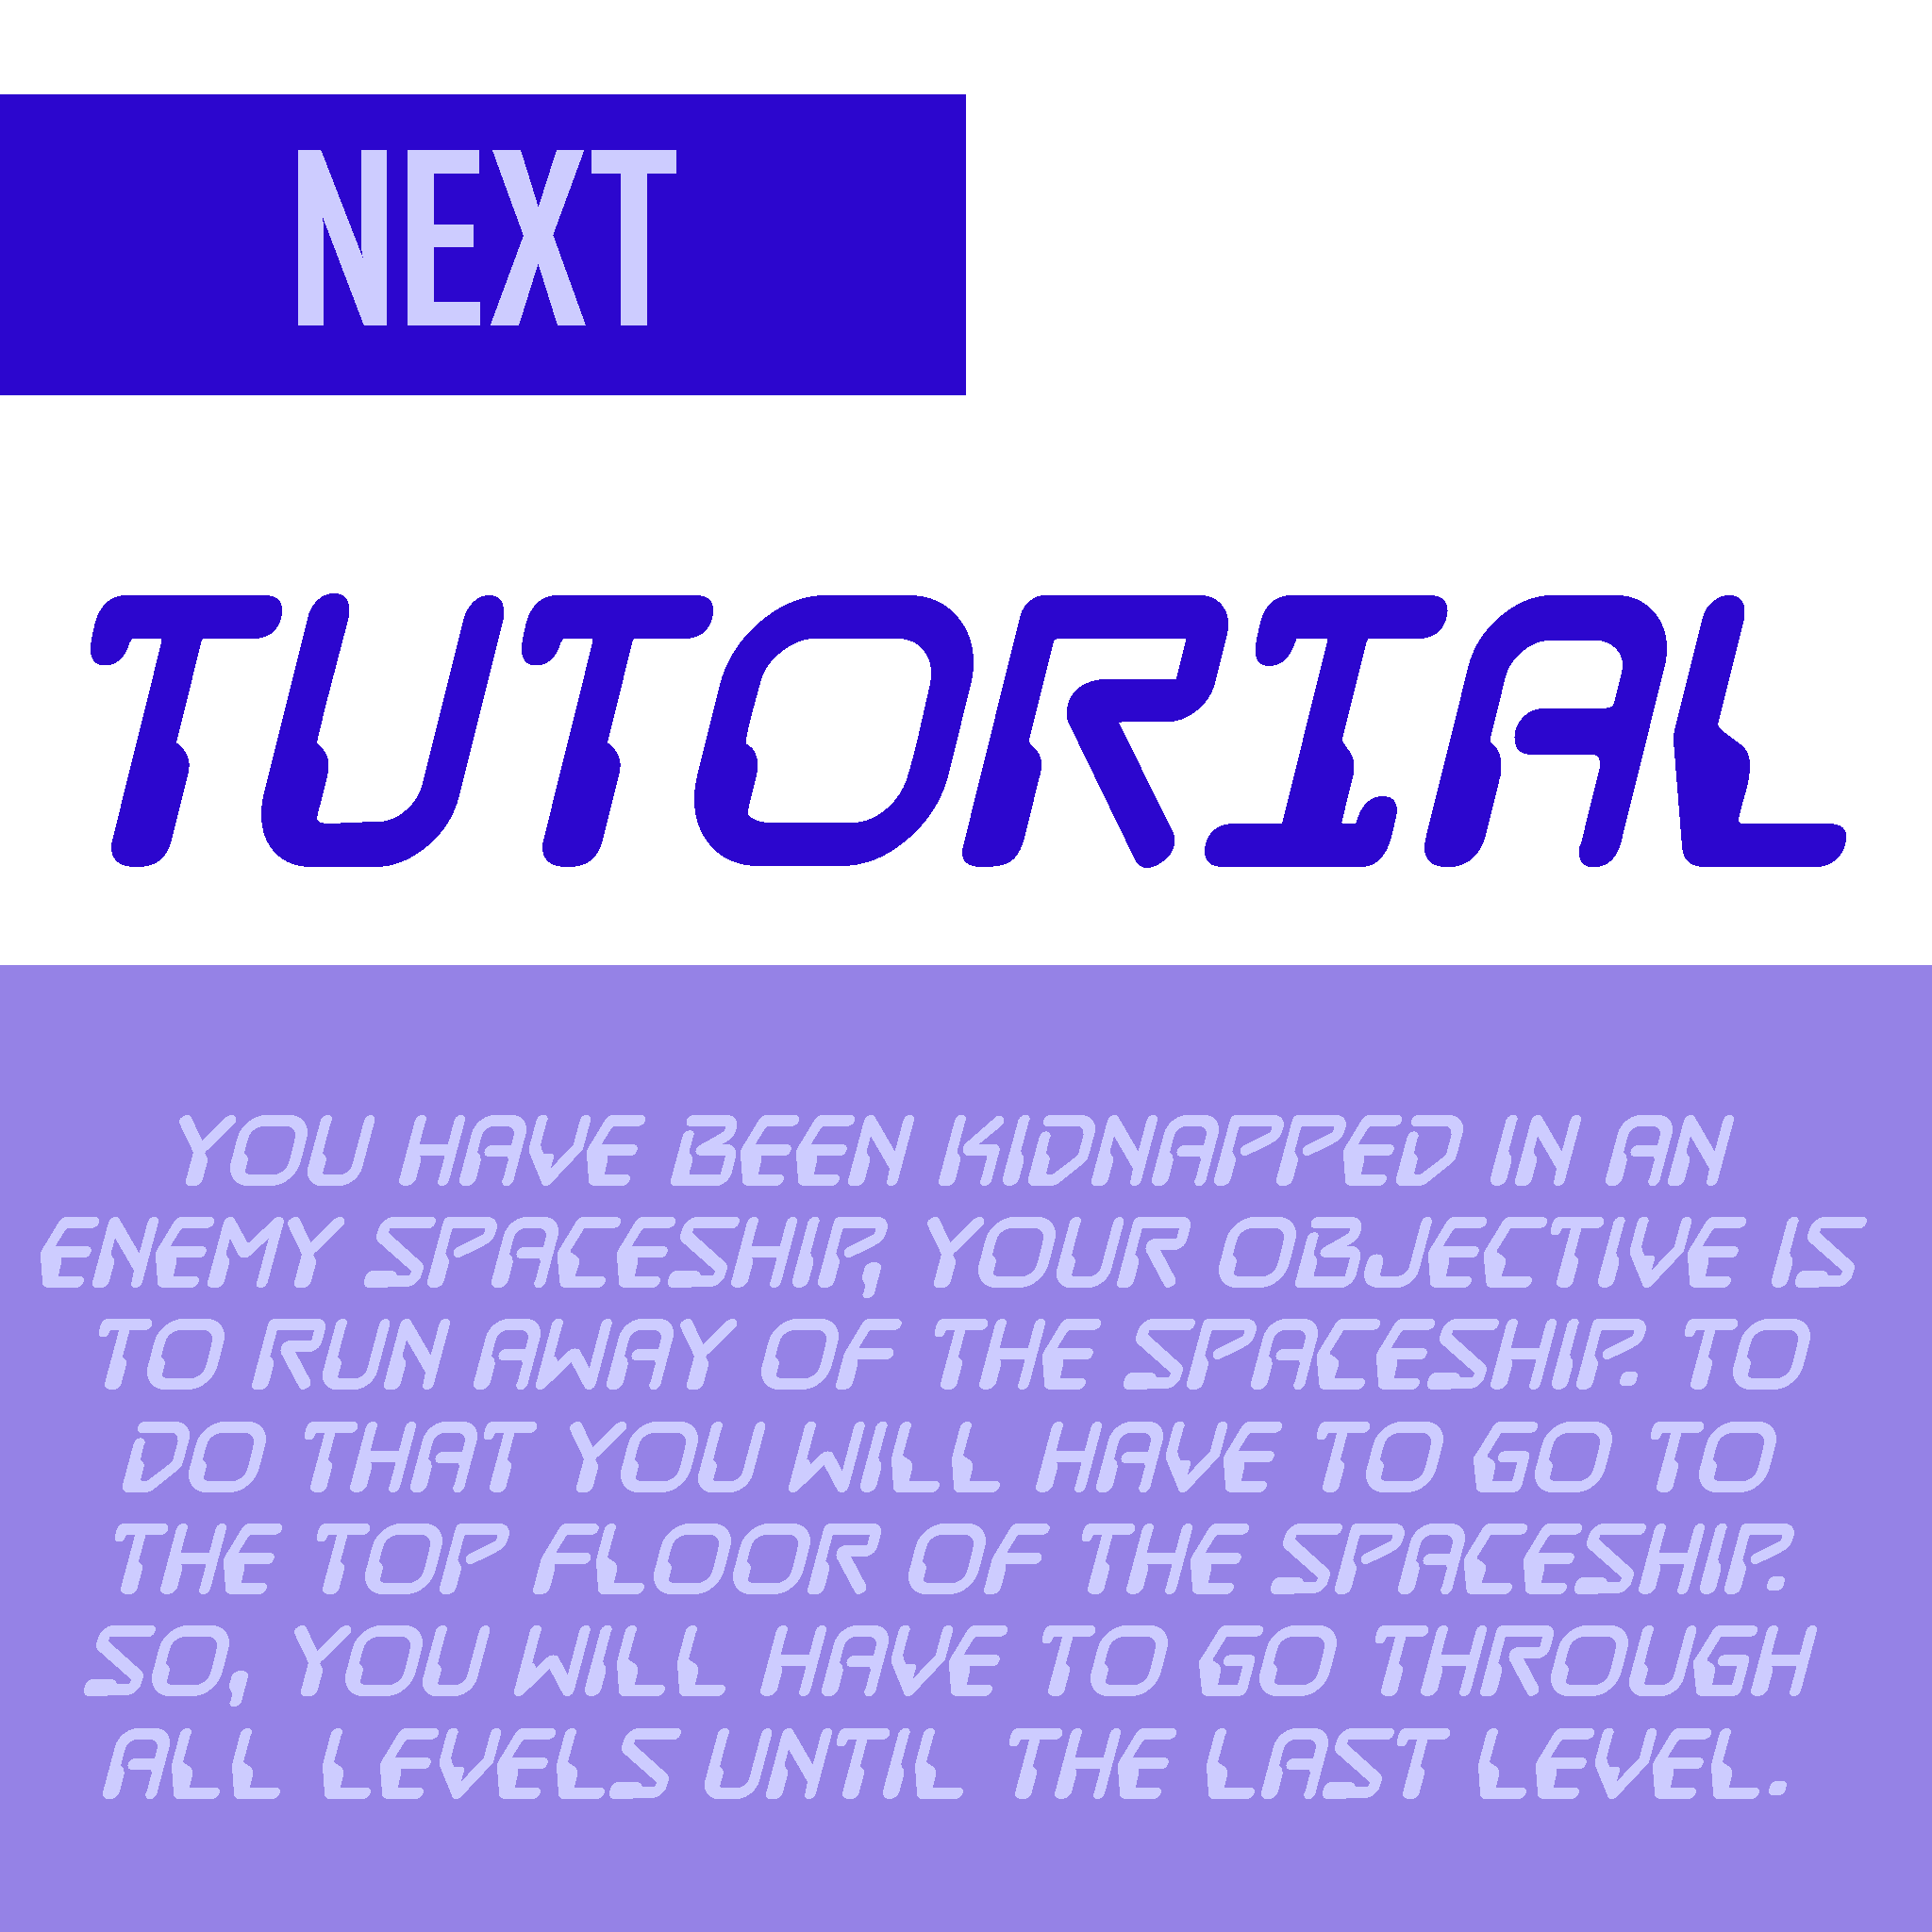 NEXT
TUTORIAL
YOU HAVE BEEN KIDNAPPED IN AN
ENEMY SPACESHIP, YOUR OBJECTIVE IS
TO RUN AWAY OF THE SPACESHIP. TO
DO THAT YOU WILL HAVE TO GO TO
THE TOP FLOOR OF THE SPACESHIP.
SO, YOU WILL HAVE TO GO THROUGH
ALL LEVELS UNTIL THE LAST LEVEL.